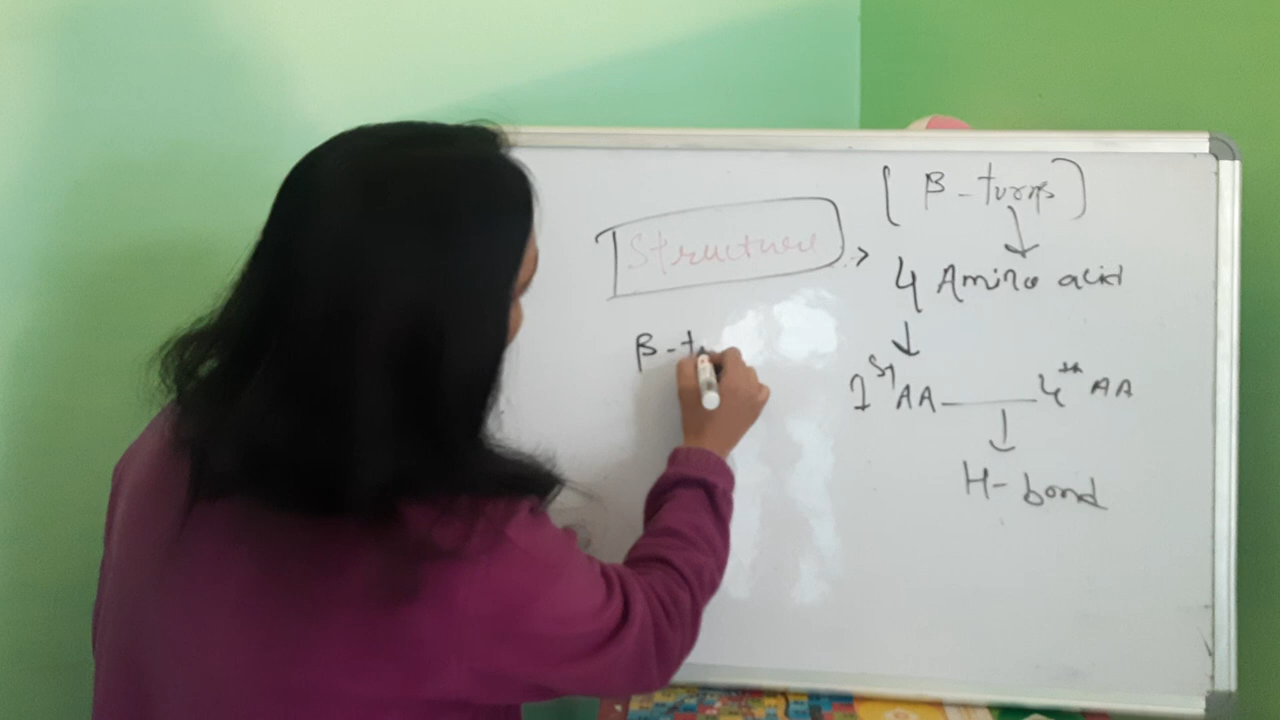 [ β - turns ]
Structure
4 Amino acid
β - t
1st AA 4th AA
H - bond